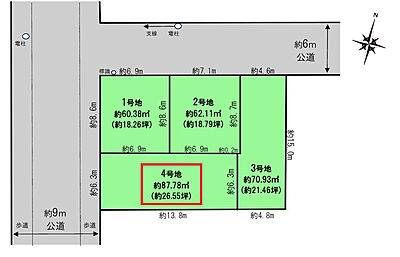 支線
電柱
N
電柱
約6m
公道
標識
約6.9m
約7.1m
約4.6m
1号地
約60.38㎡
(約18.26坪)
2号地
約62.11㎡
(約18.79坪)
約8.6m
約8.6m
約8.7m
約15.0m
約6.9m
約6.9m
約0.2m
3号地
約70.93㎡
(約21.46坪)
4号地
約87.78㎡
(約26.55坪)
約6.3m
約6.3m
約9m
公道
歩道
歩道
約13.8m
約4.8m